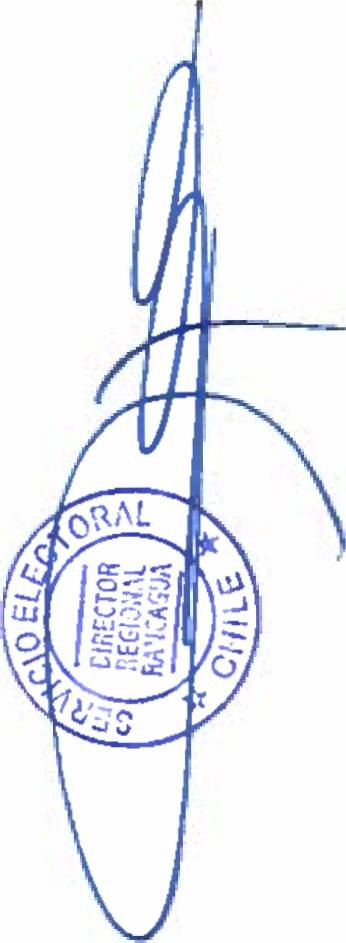 SERVICIO ELECTORAL
CHILE
DIRECTOR
REGIONAL
RANCAGUA